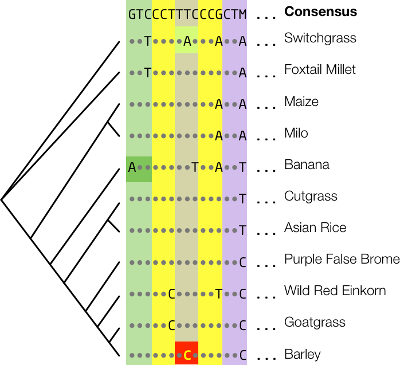 GTCCCTTTCCCGCTM ... Consensus
••T••••A•••A••A ... Switchgrass
••T•••••••••••A ... Foxtail Millet
•••••••••••A••A ... Maize
•••••••••••A••A ... Milo
A•••••••T••A••T ... Banana
••••••••••••••T ... Cutgrass
••••••••••••••T ... Asian Rice
••••••••••••••C ... Purple False Brome
•••••C•••••T••C ... Wild Red Einkorn
•••••C••••••••C ... Goatgrass
•••••••C••••••C ... Barley